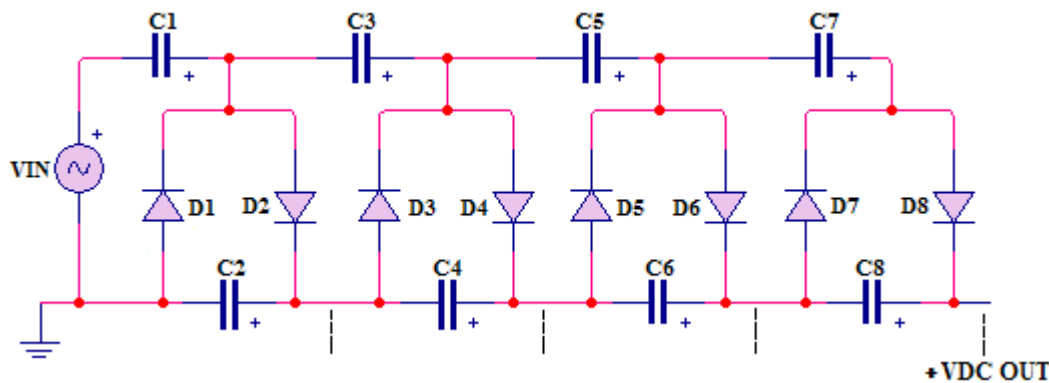 C1 C3 C5 C7
+ + + +
+
VIN
D1 D2 D3 D4 D5 D6 D7 D8
C2 C4 C6 C8
+ + + +
+VDC OUT